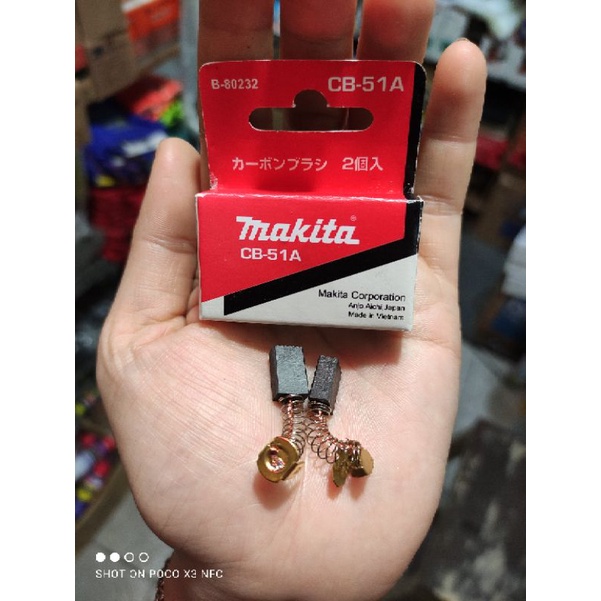 B-80232 CB-51A
カーボンブラシ 2個入
makita®
CB-51A
Makita Corporation
Anjo Aichi Japan
Made in Vietnam
SHOT ON POCO X3 NFC